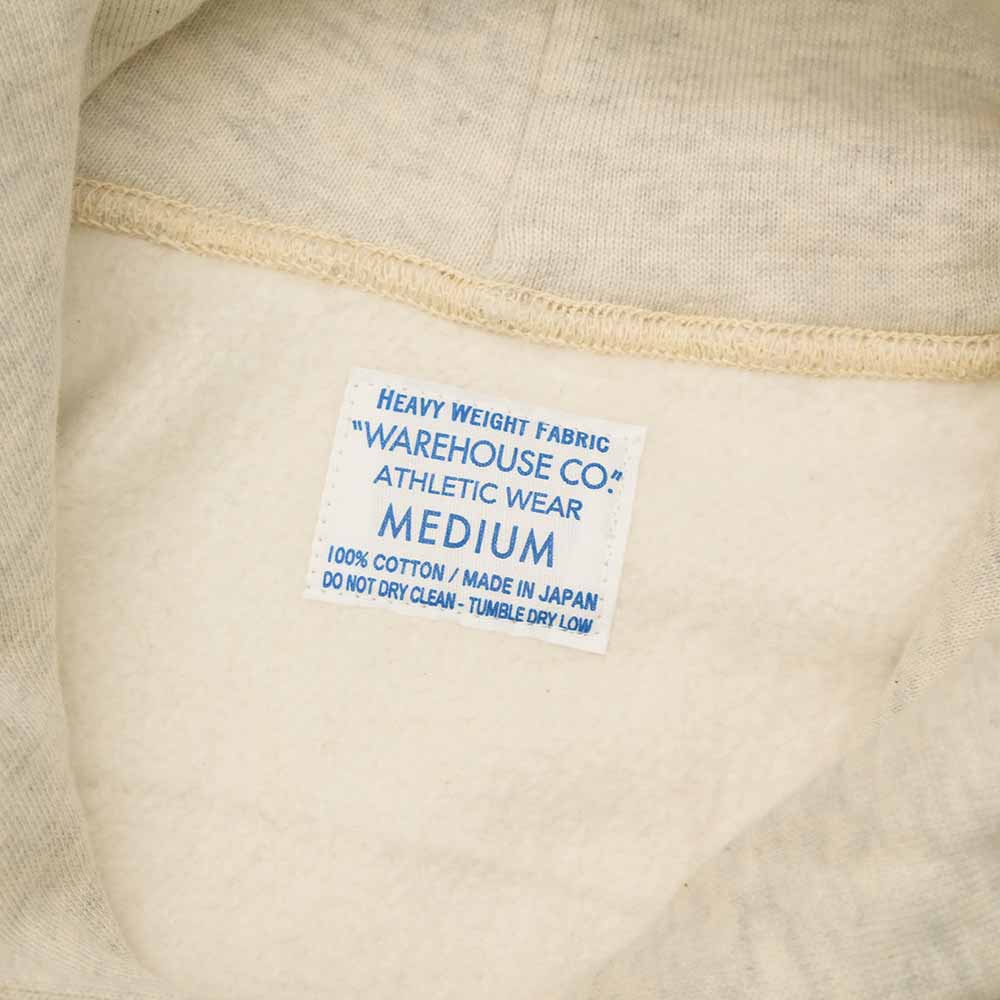 HEAVY WEIGHT FABRIC
"WAREHOUSE CO."
ATHLETIC WEAR
MEDIUM
100% COTTON / MADE IN JAPAN
DO NOT DRY CLEAN - TUMBLE DRY LOW